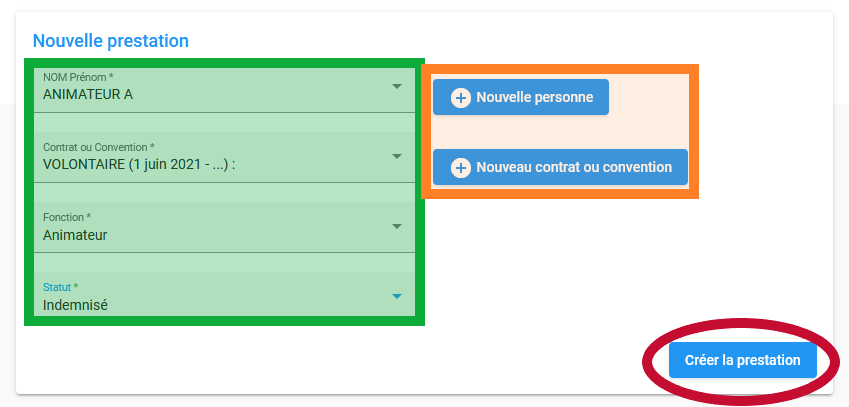 Nouvelle prestation
NOM Prénom *
ANIMATEUR A
Nouvelle personne
Contrat ou Convention *
VOLONTAIRE (1 juin 2021 - ...) :
Nouveau contrat ou convention
Fonction *
Animateur
Statut *
Indemnisé
Créer la prestation